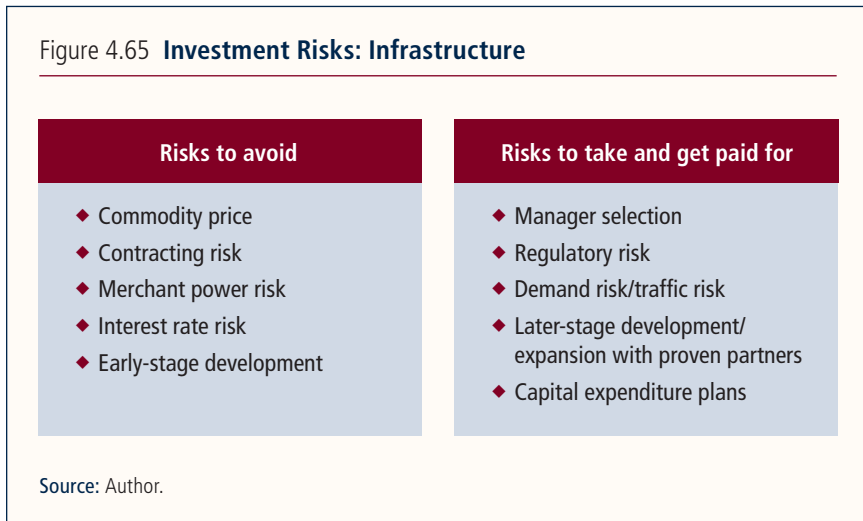 Figure 4.65 Investment Risks: Infrastructure
Risks to avoid
◆ Commodity price
◆ Contracting risk
◆ Merchant power risk
◆ Interest rate risk
◆ Early-stage development
Risks to take and get paid for
◆ Manager selection
◆ Regulatory risk
◆ Demand risk/traffic risk
◆ Later-stage development/
expansion with proven partners
◆ Capital expenditure plans
Source: Author.